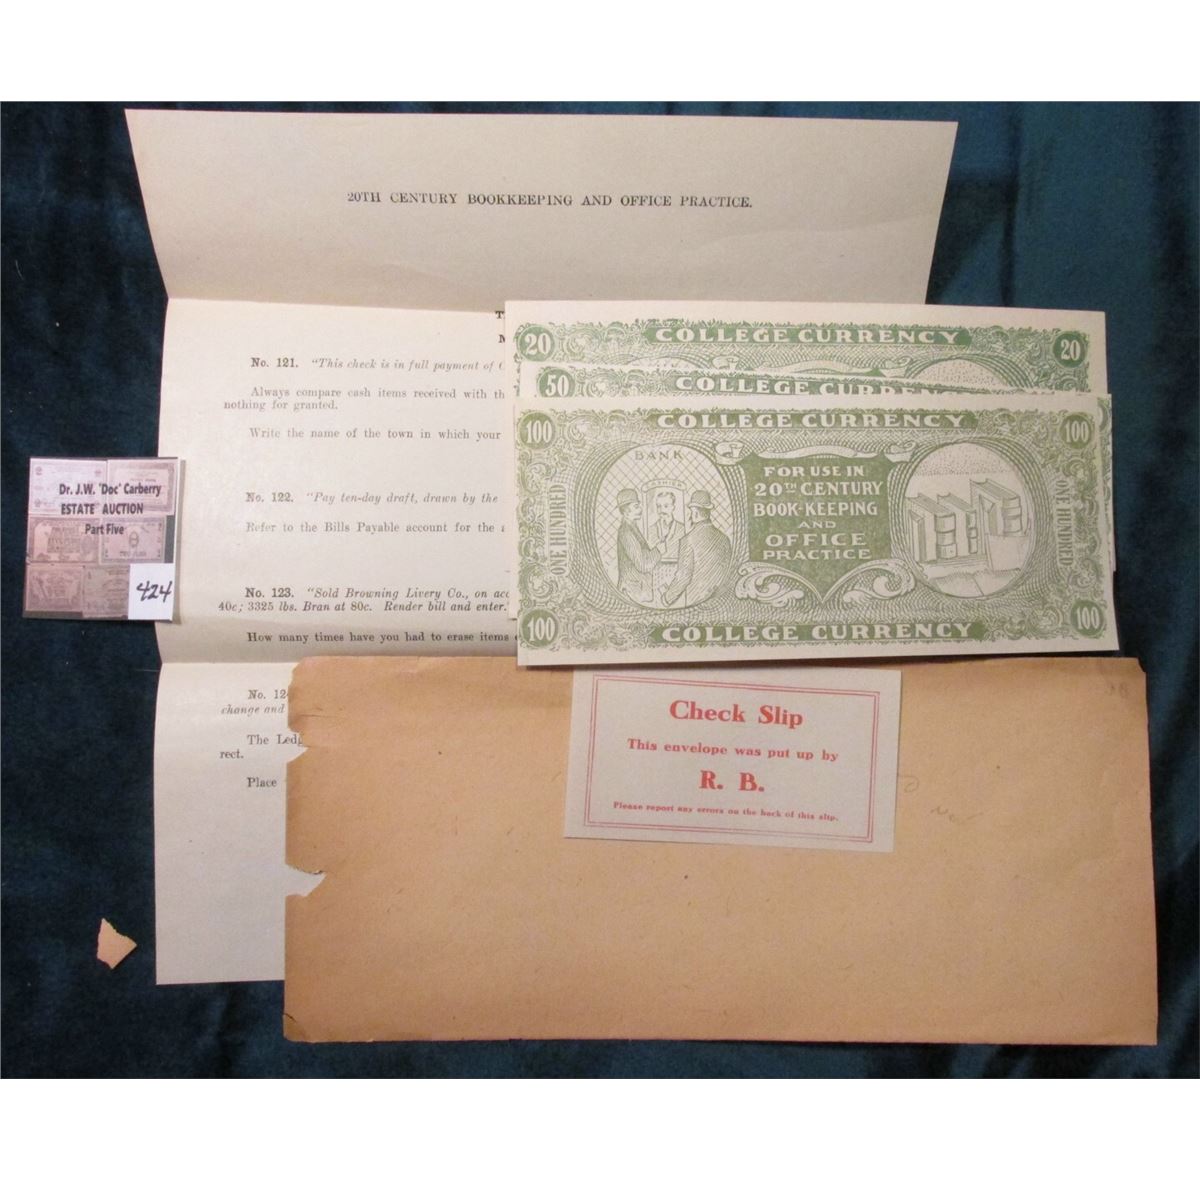 20TH CENTURY BOOKKEEPING AND OFFICE PRACTICE.
No. 121. "This check is in full payment of
Always compare cash items received with th
nothing for granted.
Write the name of the town in which your
No. 122. "Pay ten-day draft, drawn by the
Refer to the Bills Payable account for the
No. 123. "Sold Browning Livery Co., on acc
40c; 3325 lbs. Bran at 80c. Render bill and enter."
How many times have you had to erase items
No. 12
change and
The Ledg
rect.
Place
20 COLLEGE CURRENCY 20
50 COLLEGE CURRENCY
100 COLLEGE CURRENCY 100
BANK
CASHIER
ONE HUNDRED
FOR USE IN
20TH CENTURY
BOOK-KEEPING
AND
OFFICE
PRACTICE
ONE HUNDRED
100 COLLEGE CURRENCY 100
Dr. J.W. 'Doc' Carberry
ESTATE AUCTION
Part Five
424
Check Slip
This envelope was put up by
R. B.
Please report any errors on the back of this slip.